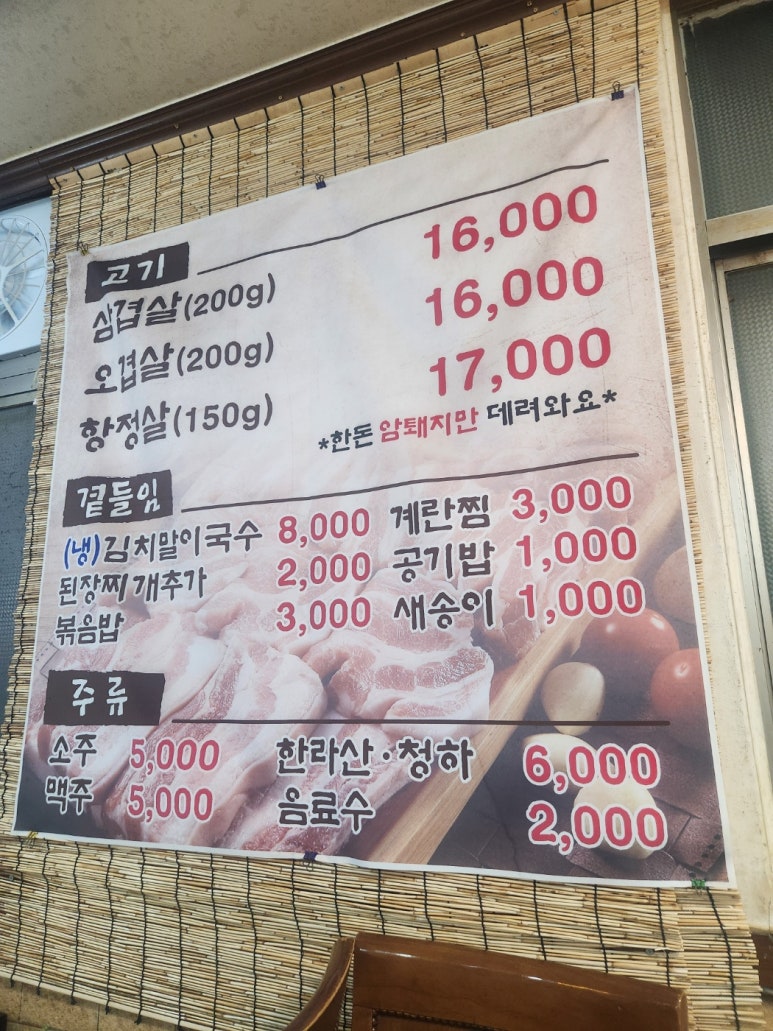 고기
삼겹살(200g) 16,000
오겹살(200g) 16,000
항정살(150g) 17,000
*한돈 암퇘지만 데려와요*
곁들임
(냉)김치말이국수 8,000 계란찜 3,000
된장찌개추가 2,000 공기밥 1,000
볶음밥 3,000 새송이 1,000
주류
소주 5,000 한라산·청하 6,000
맥주 5,000 음료수 2,000